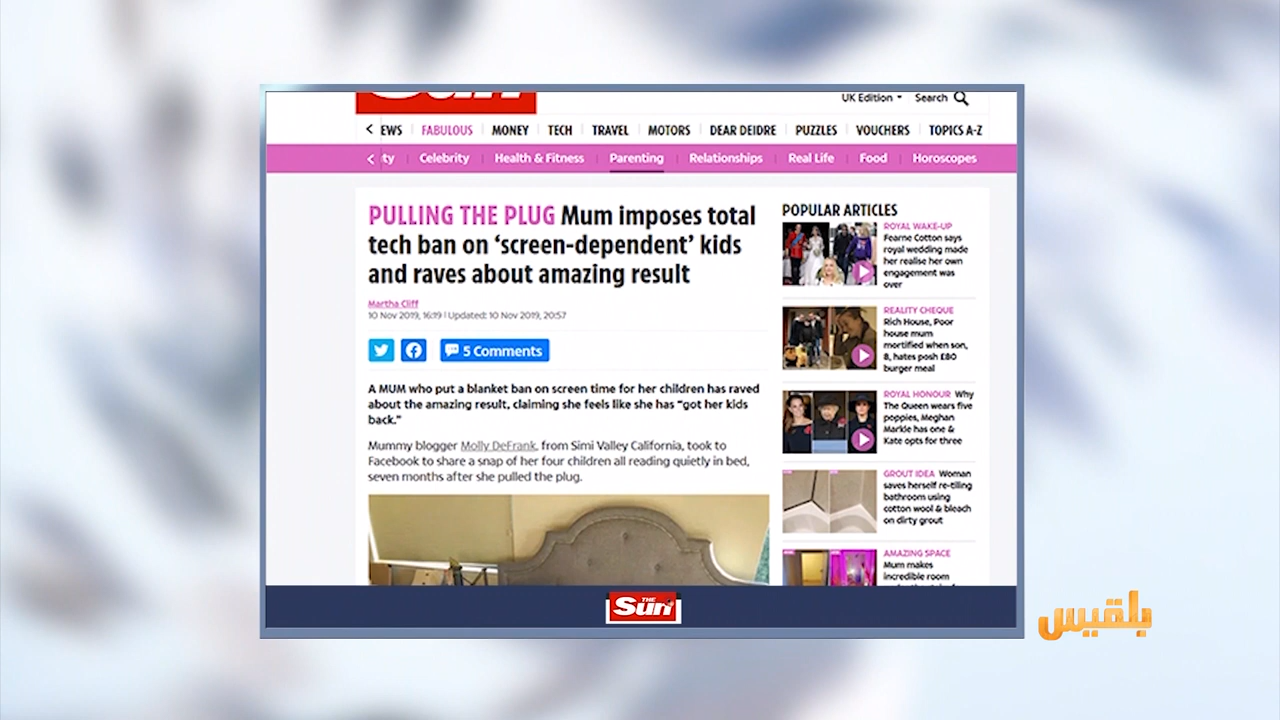 Sun
UK Edition
Search
EWS FABULOUS MONEY TECH TRAVEL MOTORS DEAR DEIDRE PUZZLES VOUCHERS TOPICS A-Z
ty Celebrity Health & Fitness Parenting Relationships Real Life Food Horoscopes
PULLING THE PLUG Mum imposes total
tech ban on ‘screen-dependent’ kids
and raves about amazing result
Martha Cliff
10 Nov 2019, 16:19 | Updated: 10 Nov 2019, 20:57
5 Comments
A MUM who put a blanket ban on screen time for her children has raved
about the amazing result, claiming she feels like she has “got her kids
back.”
Mummy blogger Molly DeFrank, from Simi Valley California, took to
Facebook to share a snap of her four children all reading quietly in bed,
seven months after she pulled the plug.
POPULAR ARTICLES
ROYAL WAKE-UP
Fearne Cotton says
royal wedding made
her realise her own
engagement was
over
REALITY CHEQUE
Rich House, Poor
house mum
mortified when son,
8, hates posh £80
burger meal
ROYAL HONOUR Why
The Queen wears five
poppies, Meghan
Markle has one &
Kate opts for three
GROUT IDEA Woman
saves herself re-tiling
bathroom using
cotton wool & bleach
on dirty grout
AMAZING SPACE
Mum makes
incredible room
THE
Sun
بلقيس